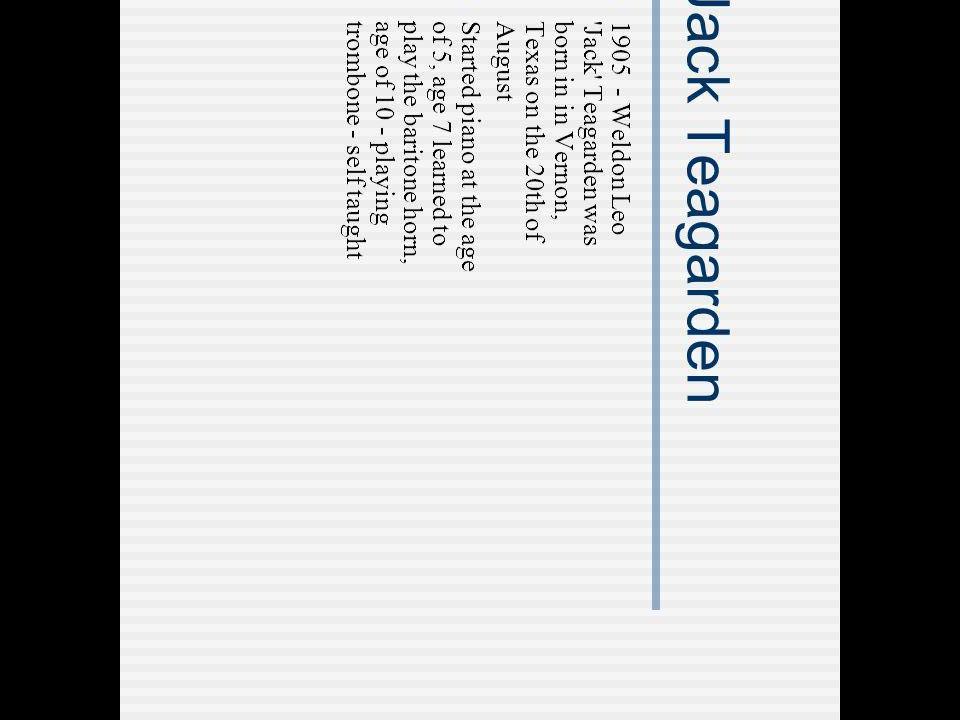 Jack Teagarden
1905 - Weldon Leo
'Jack' Teagarden was
born in in Vernon,
Texas on the 20th of
August
Started piano at the age
of 5, age 7 learned to
play the baritone horn,
age of 10 - playing
trombone - self taught